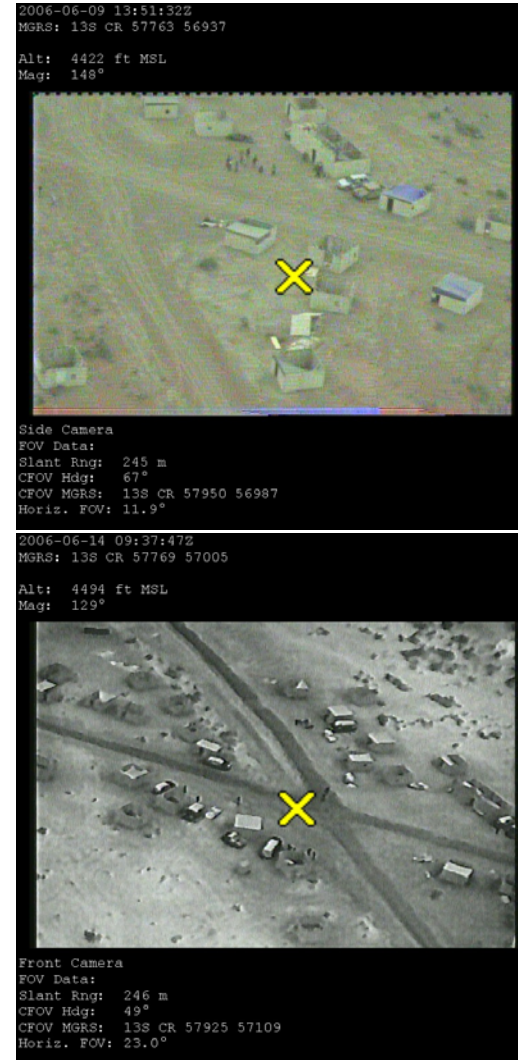 2006-06-09 13:51:32Z
MGRS: 13S CR 57763 56937
Alt: 4422 ft MSL
Mag: 148°
Side Camera
FOV Data:
Slant Rng: 245 m
CFOV Hdg: 67°
CFOV MGRS: 13S CR 57950 56987
Horiz. FOV: 11.9°
2006-06-14 09:37:47Z
MGRS: 13S CR 57769 57005
Alt: 4494 ft MSL
Mag: 129°
Front Camera
FOV Data:
Slant Rng: 246 m
CFOV Hdg: 49°
CFOV MGRS: 13S CR 57925 57109
Horiz. FOV: 23.0°